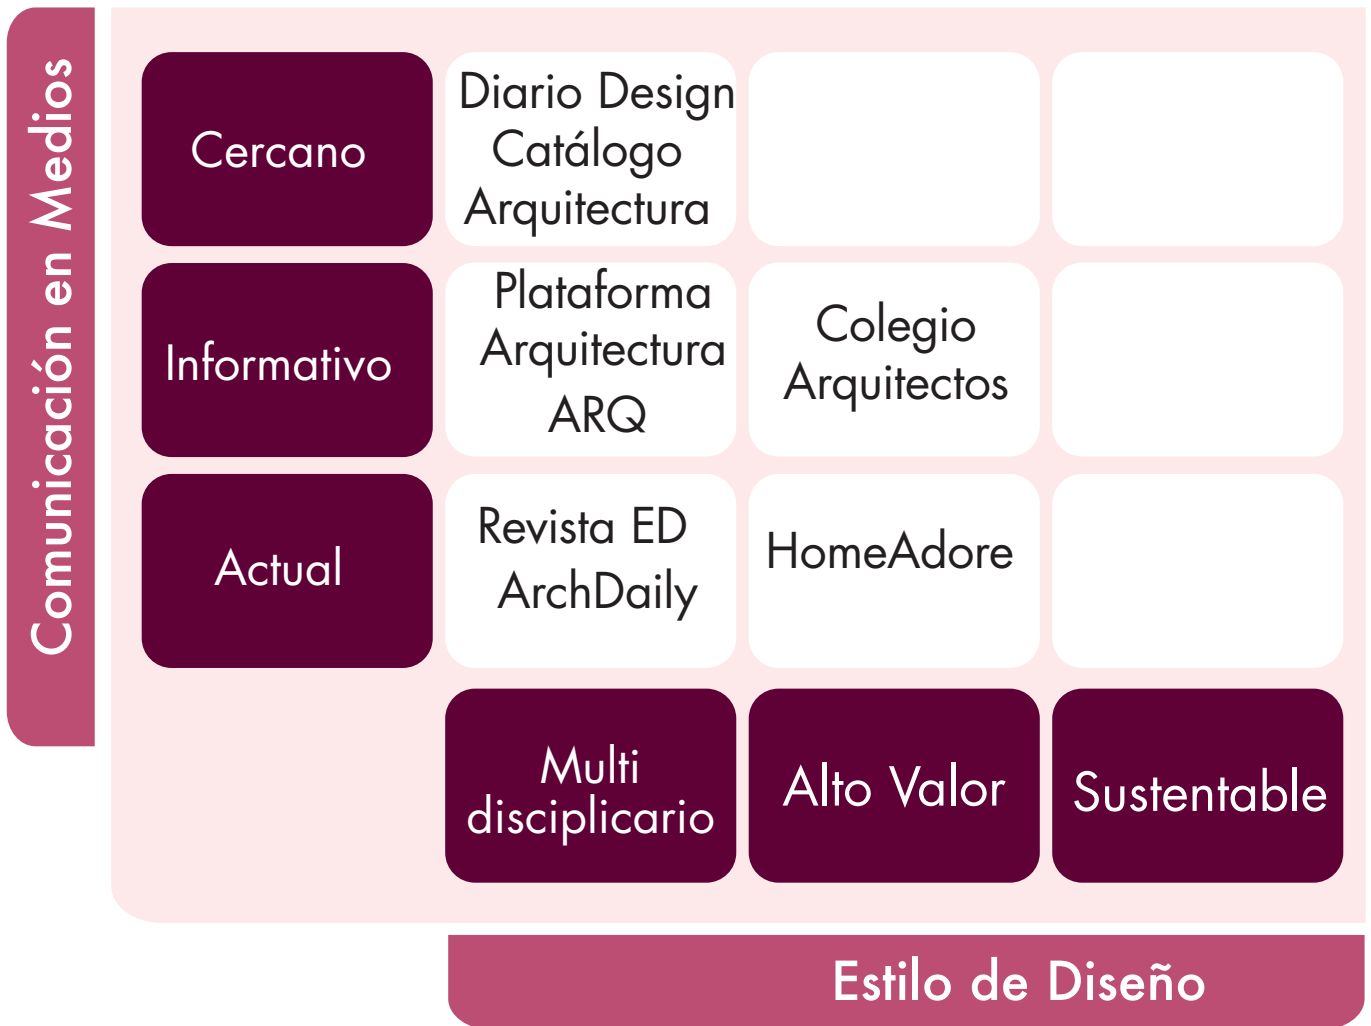 Comunicación en Medios
Cercano
Diario Design
Catálogo
Arquitectura
Informativo
Plataforma
Arquitectura
ARQ
Colegio
Arquitectos
Actual
Revista ED
ArchDaily
HomeAdore
Multi
disciplicario
Alto Valor
Sustentable
Estilo de Diseño